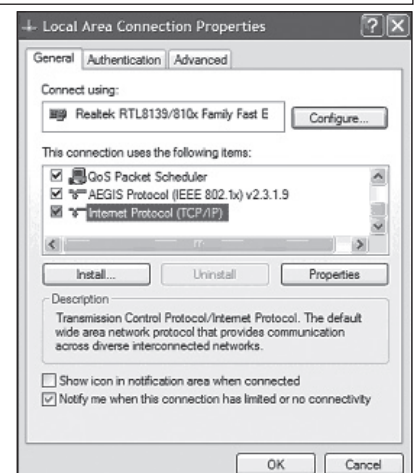 Local Area Connection Properties
General Authentication Advanced
Connect using:
Realtek RTL8139/810x Family Fast E
Configure...
This connection uses the following items:
QoS Packet Scheduler
AEGIS Protocol (IEEE 802.1x) v2.3.1.9
Internet Protocol (TCP/IP)
Install... Uninstall Properties
Description
Transmission Control Protocol/Internet Protocol. The default
wide area network protocol that provides communication
across diverse interconnected networks.
Show icon in notification area when connected
Notify me when this connection has limited or no connectivity
OK Cancel